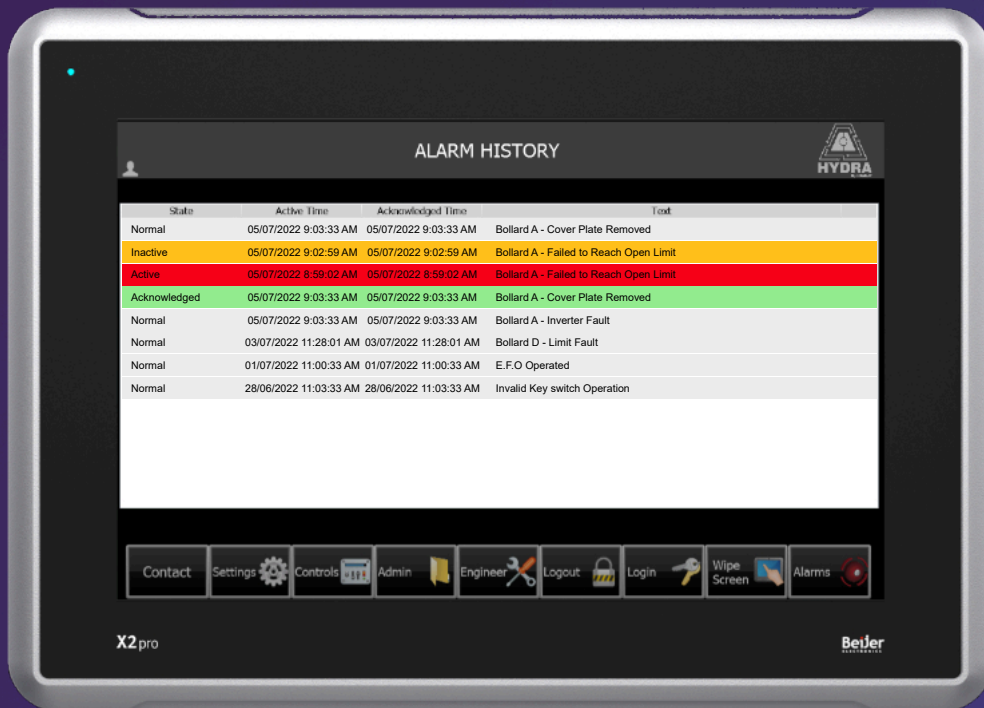 ALARM HISTORY
HYDRA
State Active Time Acknowledged Time Text
Normal 05/07/2022 9:03:33 AM 05/07/2022 9:03:33 AM Bollard A - Cover Plate Removed
Inactive 05/07/2022 9:02:59 AM 05/07/2022 9:02:59 AM Bollard A - Failed to Reach Open Limit
Active 05/07/2022 8:59:02 AM 05/07/2022 8:59:02 AM Bollard A - Failed to Reach Open Limit
Acknowledged 05/07/2022 9:03:33 AM 05/07/2022 9:03:33 AM Bollard A - Cover Plate Removed
Normal 05/07/2022 9:03:33 AM 05/07/2022 9:03:33 AM Bollard A - Inverter Fault
Normal 03/07/2022 11:28:01 AM 03/07/2022 11:28:01 AM Bollard D - Limit Fault
Normal 01/07/2022 11:00:33 AM 01/07/2022 11:00:33 AM E.F.O Operated
Normal 28/06/2022 11:03:33 AM 28/06/2022 11:03:33 AM Invalid Key switch Operation
Contact Settings Controls Admin Engineer Logout Login Wipe Screen Alarms
X2 pro
Beijer
ELECTRONICS